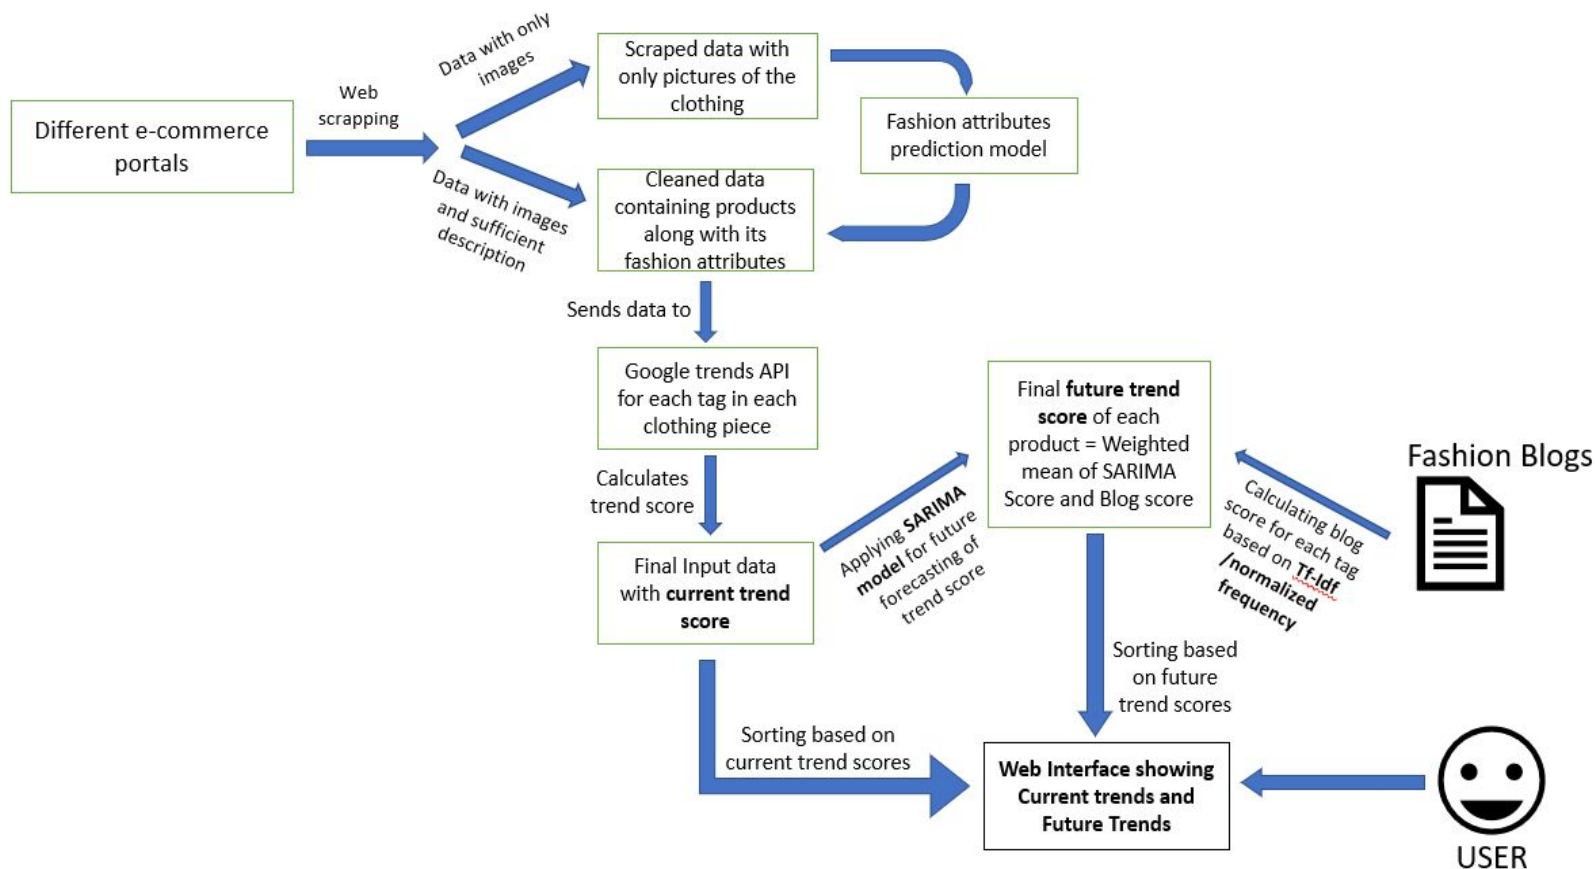 Different e-commerce
portals
Web
scrapping
Data with only
images
Data with images
and sufficient
description
Scraped data with
only pictures of the
clothing
Fashion attributes
prediction model
Cleaned data
containing products
along with its
fashion attributes
Sends data to
Google trends API
for each tag in each
clothing piece
Calculates
trend score
Final Input data
with current trend
score
Applying SARIMA
model for future
forecasting of
trend score
Final future trend
score of each
product = Weighted
mean of SARIMA
Score and Blog score
Fashion Blogs
Calculating blog
score for each tag
based on Tf-Idf
/normalized
frequency
Sorting based
on future
trend scores
Sorting based on
current trend scores
Web Interface showing
Current trends and
Future Trends
USER